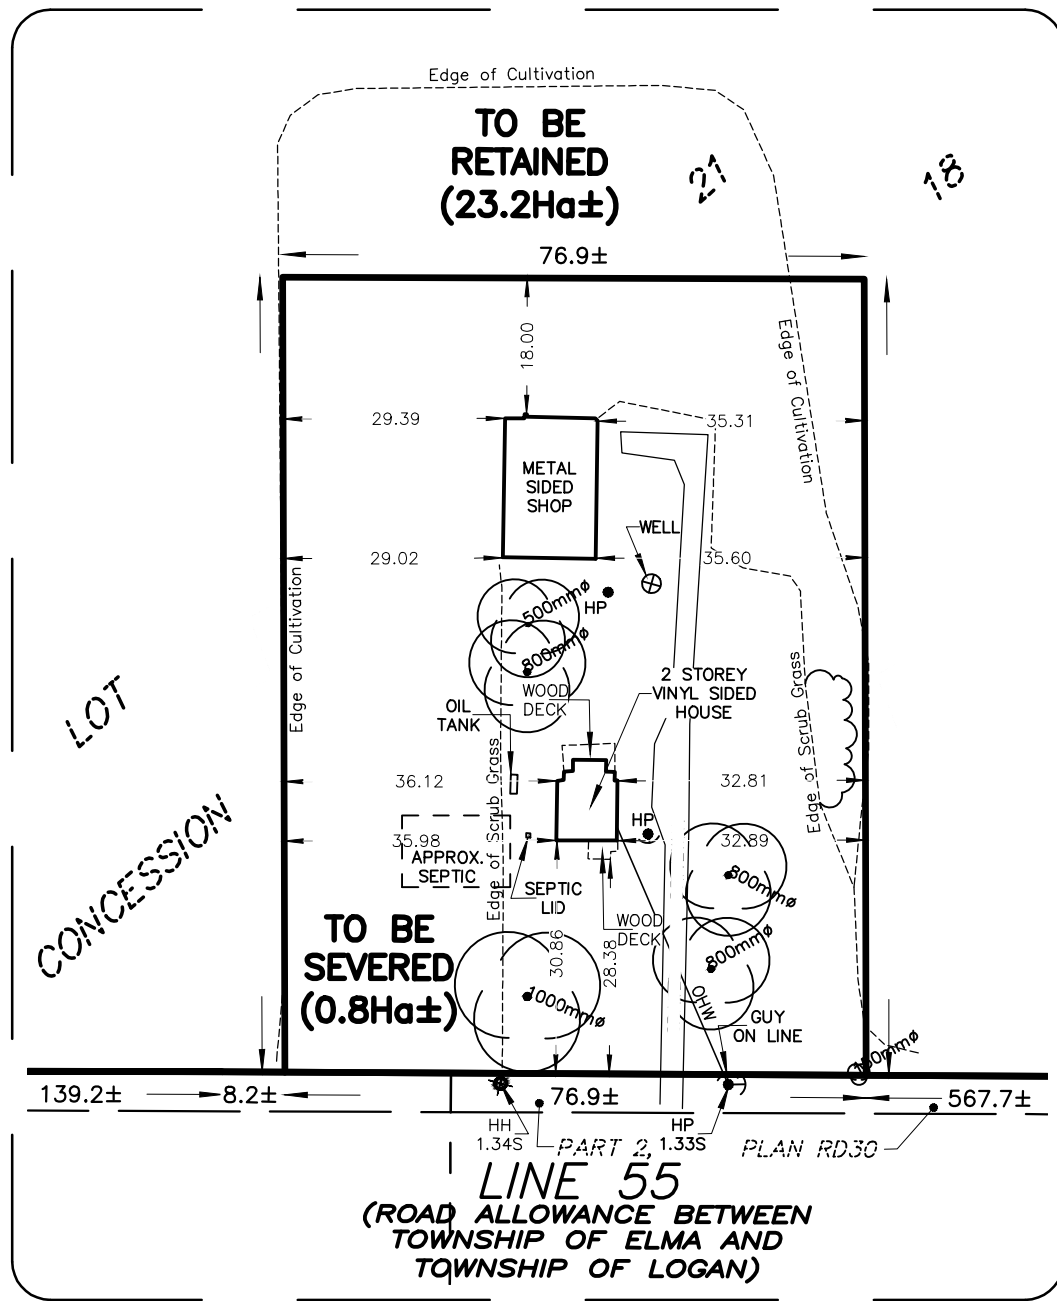 Edge of Cultivation
TO BE
RETAINED
(23.2Ha±)
21
18
76.9±
18.00
Edge of Cultivation
29.39
35.31
METAL
SIDED
SHOP
WELL
29.02
35.60
Edge of Cultivation
500mmø
HP
800mmø
2 STOREY
VINYL SIDED
HOUSE
WOOD
DECK
OIL
TANK
LOT
Edge of Scrub Grass
Edge of Scrub Grass
36.12
32.81
HP
35.98
32.89
APPROX.
SEPTIC
SEPTIC
LID
800mmø
CONCESSION
TO BE
SEVERED
(0.8Ha±)
WOOD
DECK
30.86
28.38
800mmø
1000mmø
OHW
GUY
ON LINE
139.2±
8.2±
76.9±
567.7±
HH
1.34S
HP
1.33S
PART 2,
PLAN RD30
LINE 55
(ROAD ALLOWANCE BETWEEN
TOWNSHIP OF ELMA AND
TOWNSHIP OF LOGAN)